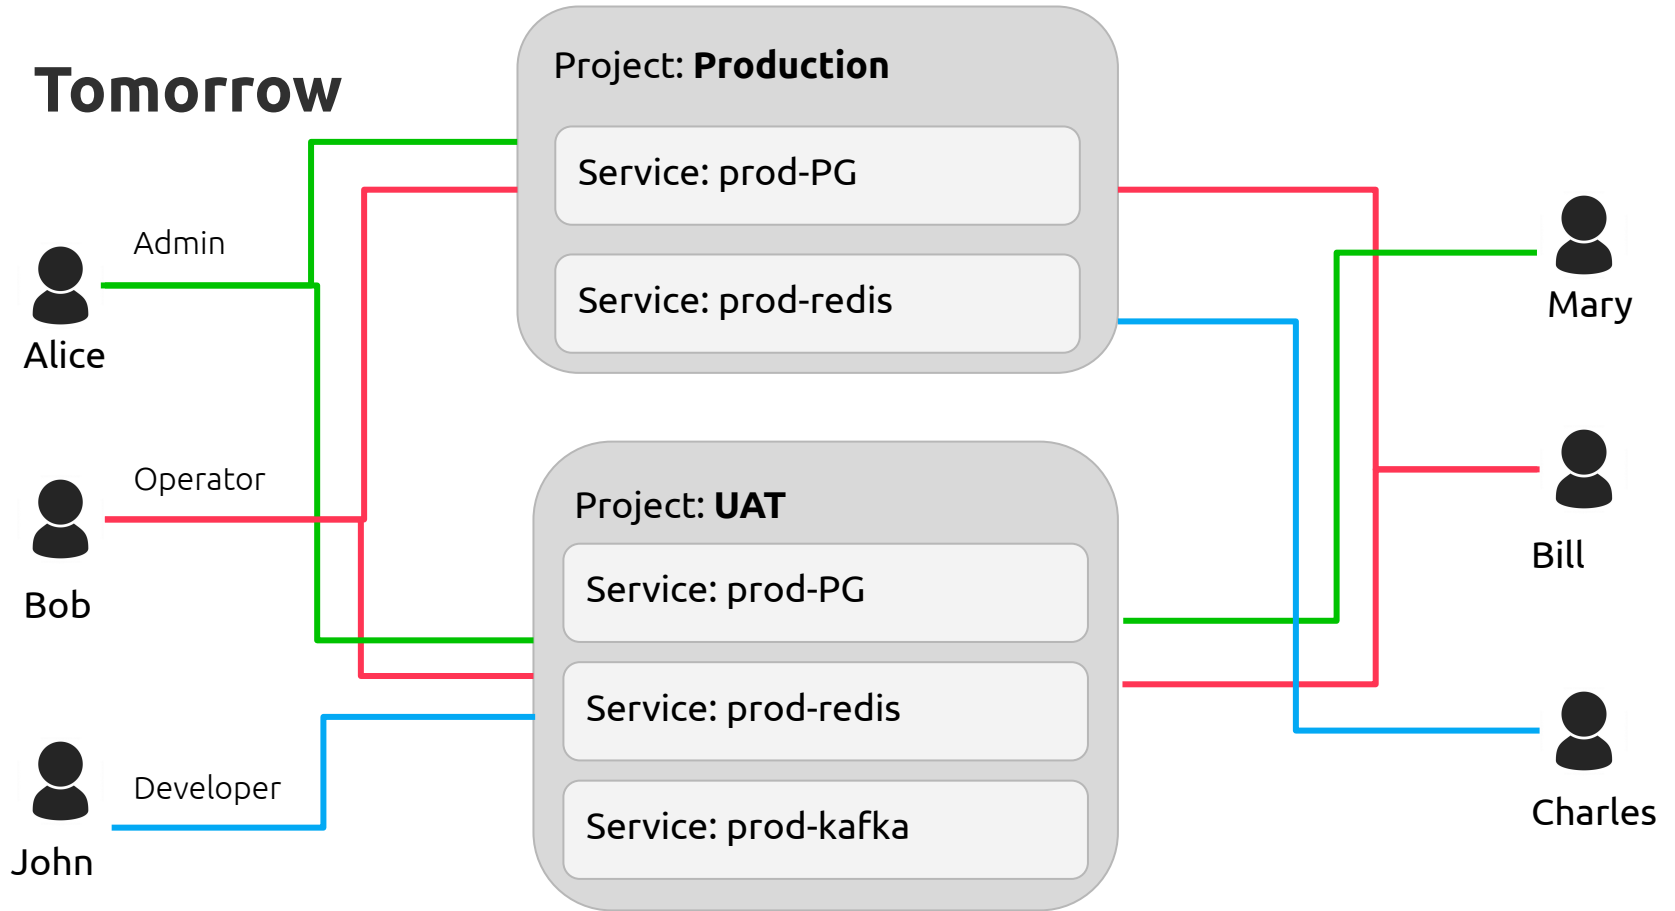 Tomorrow
Project: Production
Service: prod-PG
Service: prod-redis
Admin
Alice
Operator
Bob
Developer
John
Project: UAT
Service: prod-PG
Service: prod-redis
Service: prod-kafka
Mary
Bill
Charles